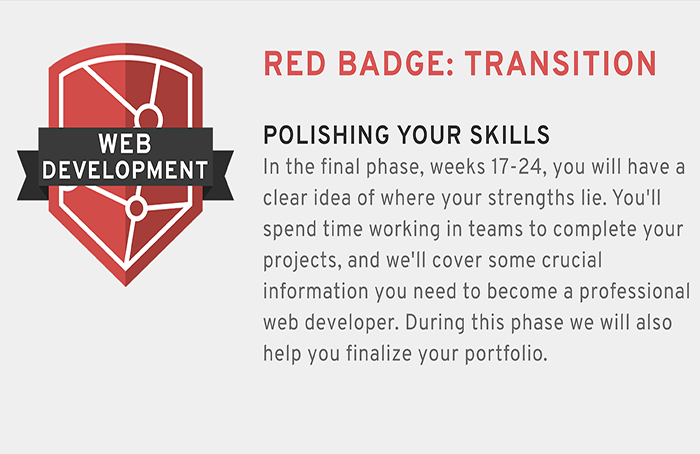 WEB
DEVELOPMENT
RED BADGE: TRANSITION
POLISHING YOUR SKILLS
In the final phase, weeks 17-24, you will have a
clear idea of where your strengths lie. You'll
spend time working in teams to complete your
projects, and we'll cover some crucial
information you need to become a professional
web developer. During this phase we will also
help you finalize your portfolio.